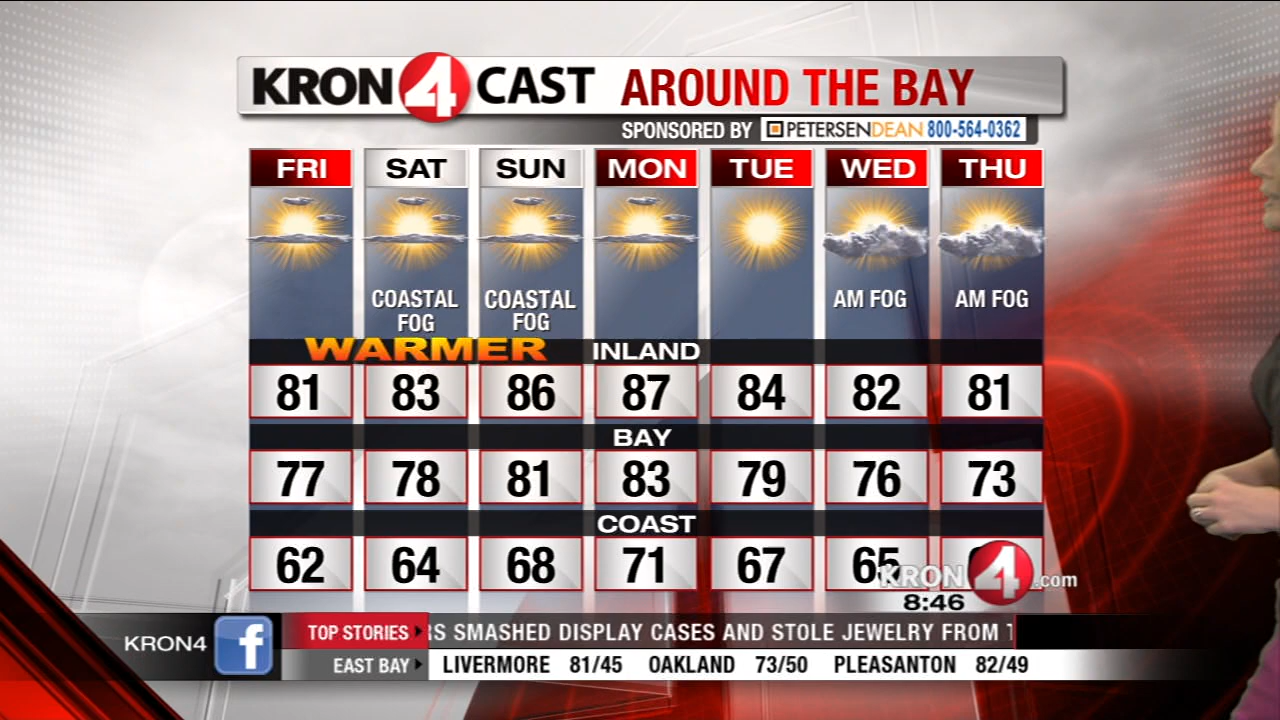 KRON 4 CAST AROUND THE BAY
SPONSORED BY PETERSENDEAN 800-564-0362
FRI SAT SUN MON TUE WED THU
COASTAL FOG
COASTAL FOG
AM FOG
AM FOG
WARMER INLAND
81 83 86 87 84 82 81
BAY
77 78 81 83 79 76 73
COAST
62 64 68 71 67 65
KRON 4 .com
8:46
KRON4 f TOP STORIES SMASHED DISPLAY CASES AND STOLE JEWELRY FROM
EAST BAY LIVERMORE 81/45 OAKLAND 73/50 PLEASANTON 82/49